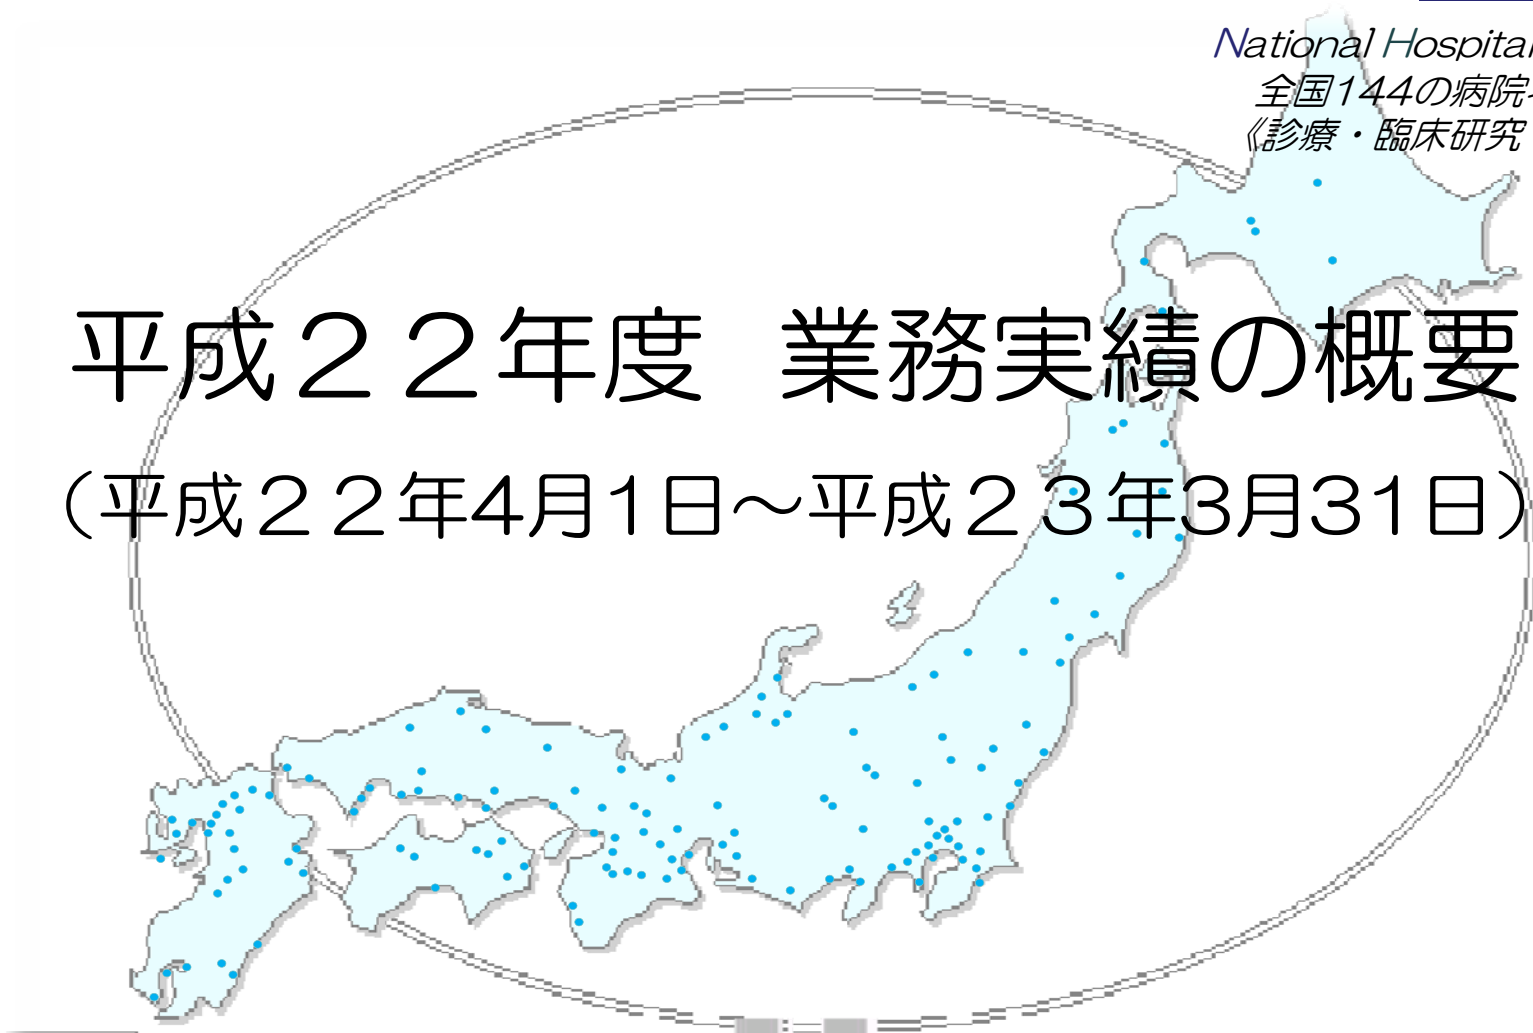 National Hospital
全国144の病院
《診療・臨床研究
平成２２年度　業務実績の概要
（平成２２年4月1日～平成２３年3月31日）